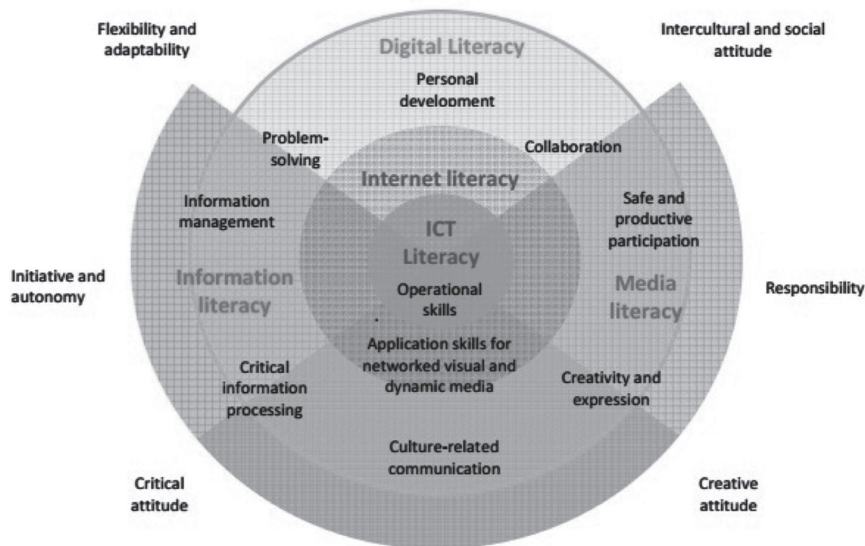 Flexibility and
adaptability
Intercultural and social
attitude
Digital Literacy
Personal
development
Problem-
solving
Collaboration
Internet literacy
Information
management
Safe and
productive
participation
ICT
Literacy
Initiative and
autonomy
Information
literacy
Operational
skills
Media
literacy
Responsibility
Application skills for
networked visual and
dynamic media
Critical
information
processing
Creativity and
expression
Culture-related
communication
Critical
attitude
Creative
attitude